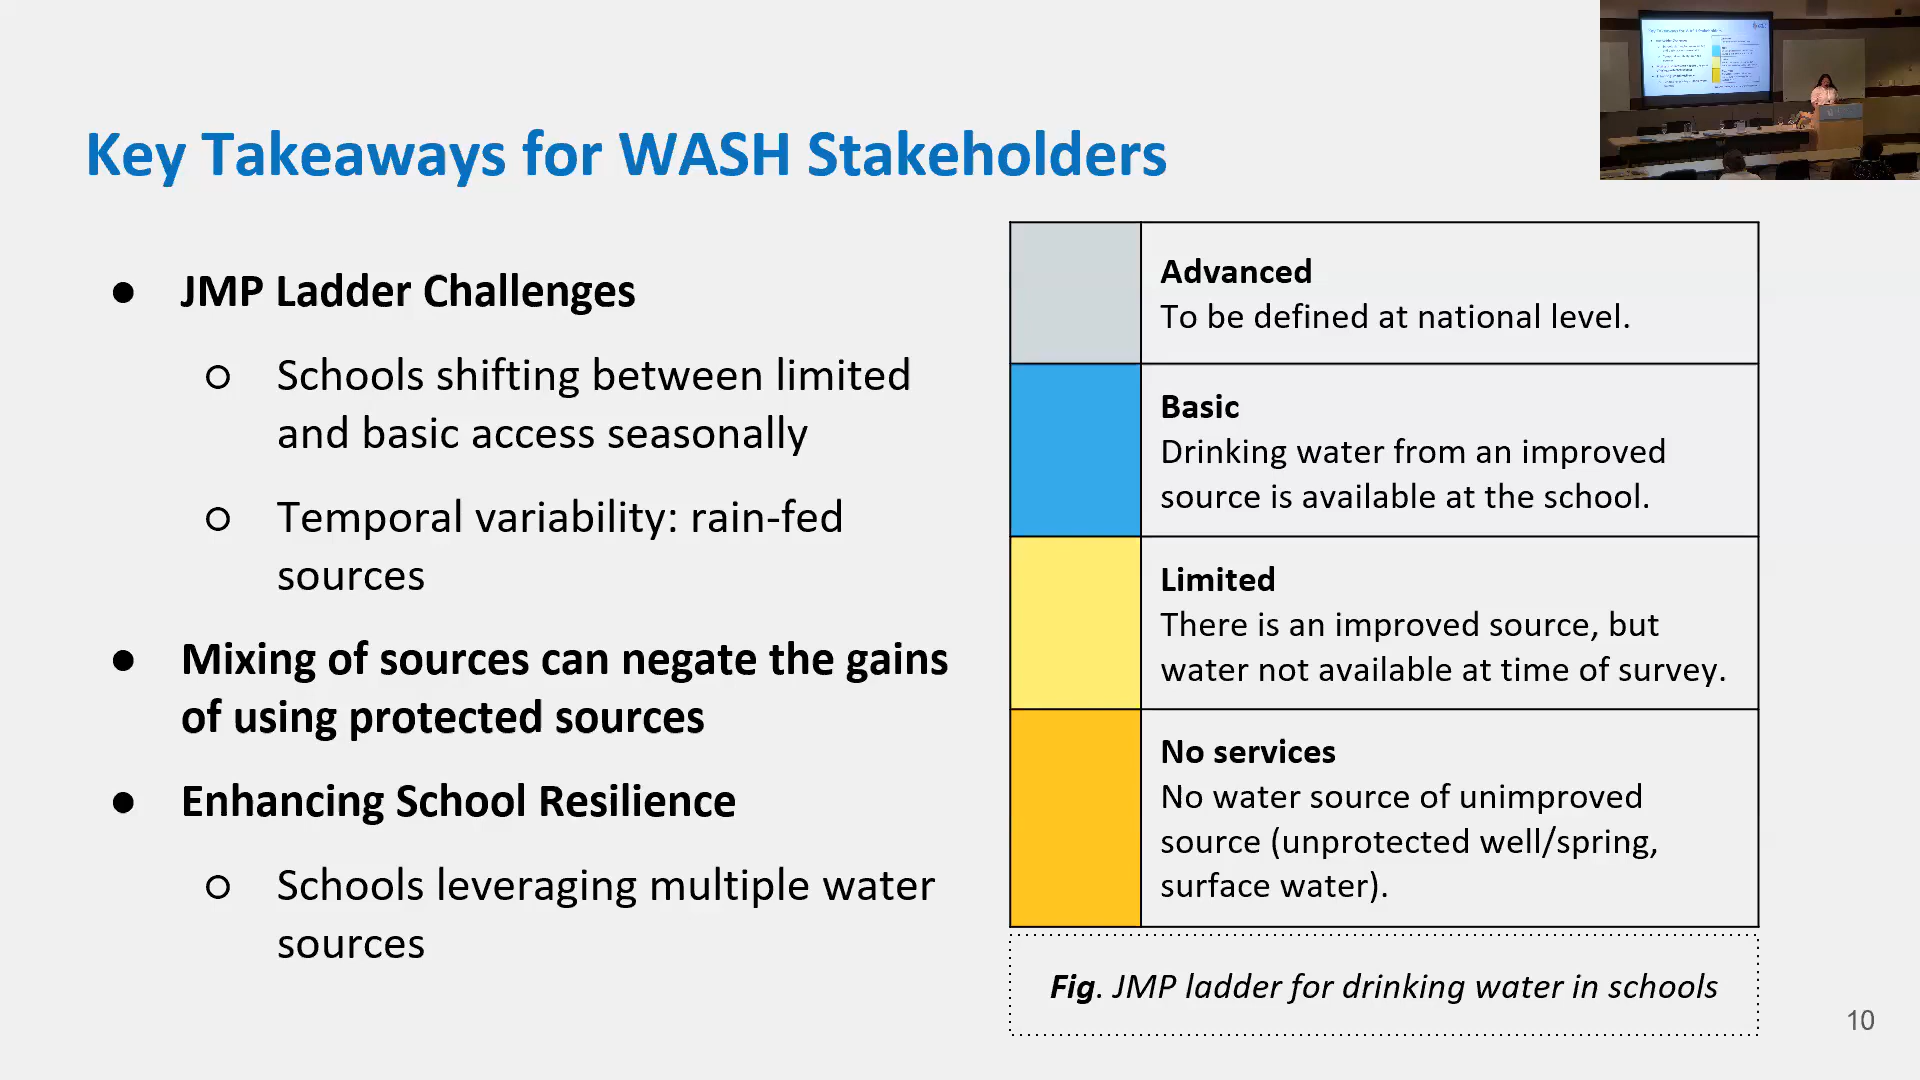 Key Takeaways for WASH Stakeholders
● JMP Ladder Challenges
○ Schools shifting between limited
and basic access seasonally
○ Temporal variability: rain-fed
sources
● Mixing of sources can negate the gains
of using protected sources
● Enhancing School Resilience
○ Schools leveraging multiple water
sources
Advanced
To be defined at national level.
Basic
Drinking water from an improved
source is available at the school.
Limited
There is an improved source, but
water not available at time of survey.
No services
No water source of unimproved
source (unprotected well/spring,
surface water).
Fig. JMP ladder for drinking water in schools
10